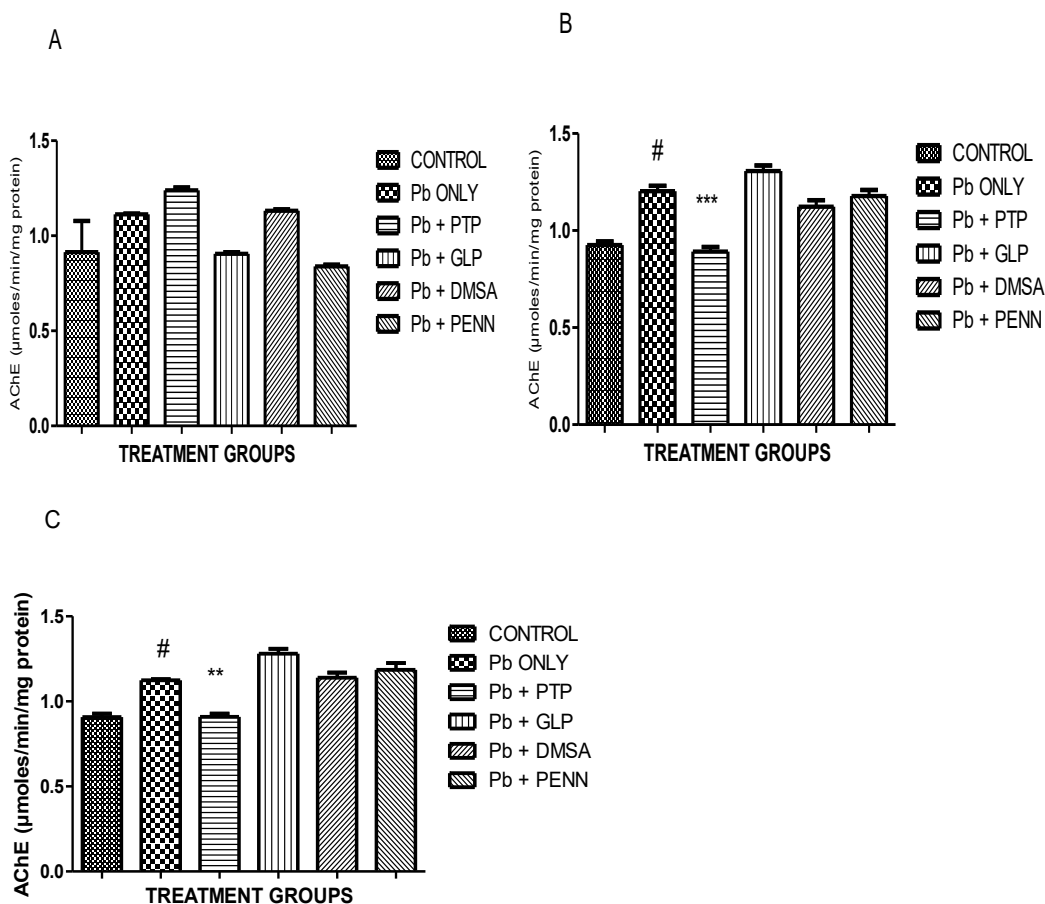 A
AChE (µmoles/min/mg protein)
1.5
1.0
0.5
0.0
TREATMENT GROUPS
CONTROL
Pb ONLY
Pb + PTP
Pb + GLP
Pb + DMSA
Pb + PENN
B
AChE (µmoles/min/mg protein)
1.5
1.0
0.5
0.0
#
***
TREATMENT GROUPS
CONTROL
Pb ONLY
Pb + PTP
Pb + GLP
Pb + DMSA
Pb + PENN
C
AChE (µmoles/min/mg protein)
1.5
1.0
0.5
0.0
#
**
TREATMENT GROUPS
CONTROL
Pb ONLY
Pb + PTP
Pb + GLP
Pb + DMSA
Pb + PENN